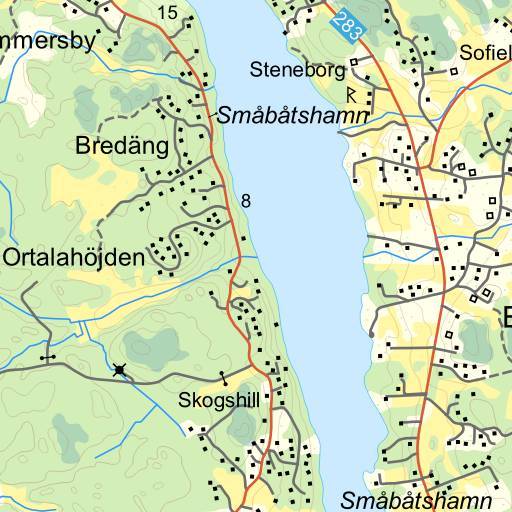 15
mmersby
283
Sofiel
Steneborg
Småbåtshamn
Bredäng
8
Ortalahöjden
E
Skogshill
Småbåtshamn